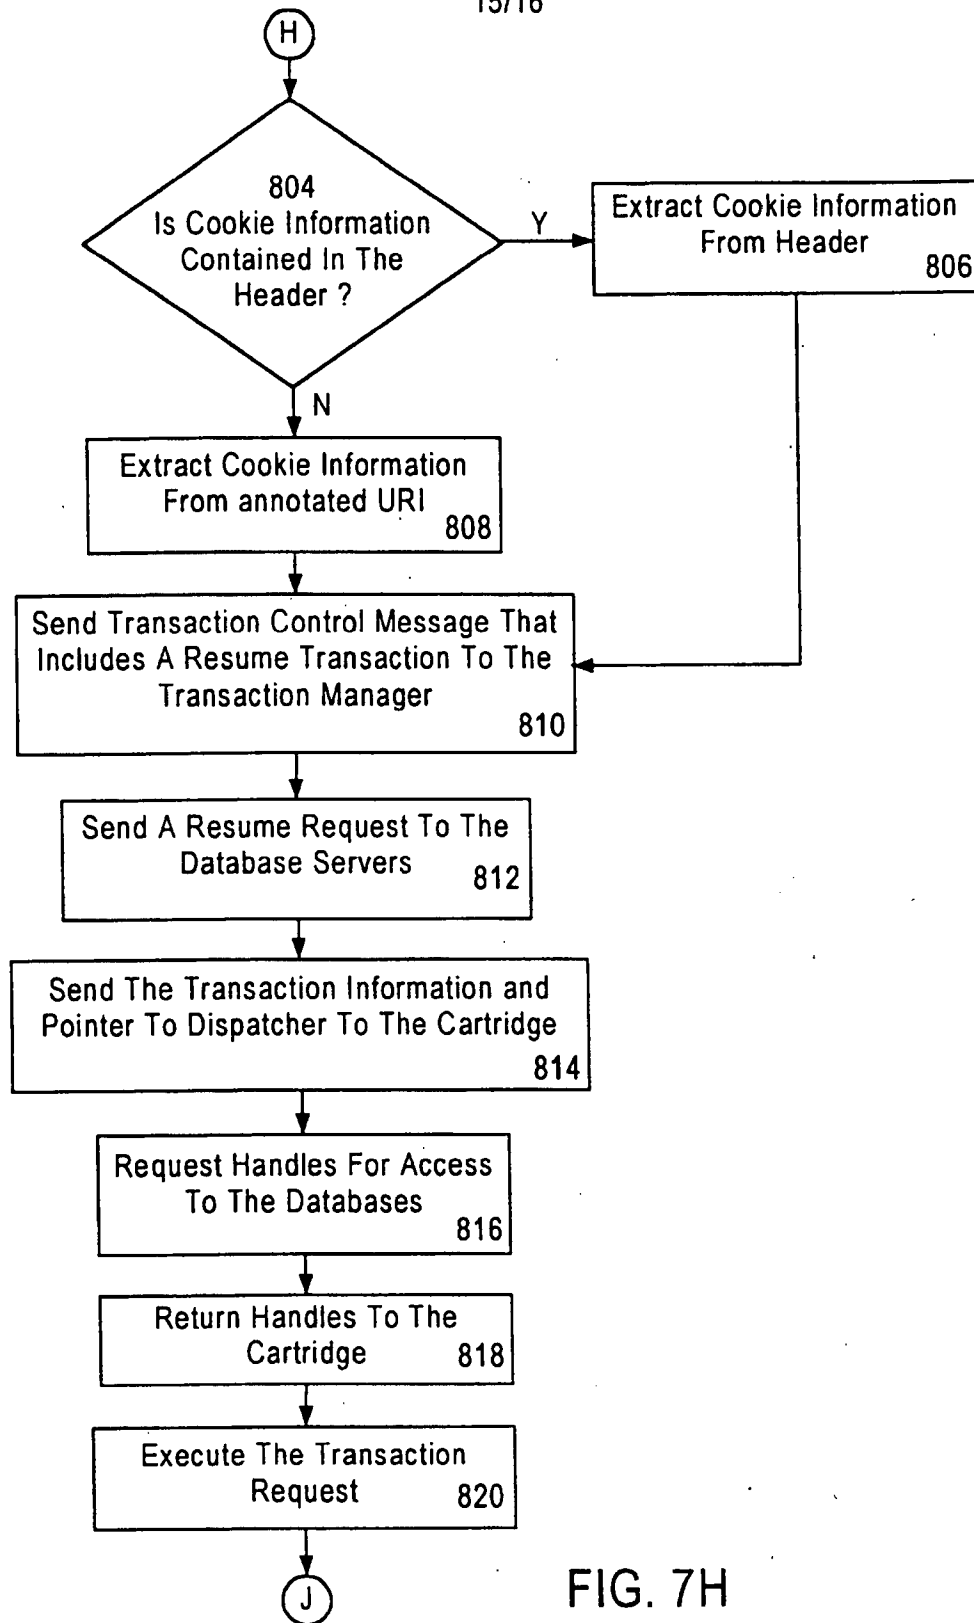 15/16
H
804
Is Cookie Information
Contained In The
Header ?
Y
Extract Cookie Information
From Header
806
N
Extract Cookie Information
From annotated URI
808
Send Transaction Control Message That
Includes A Resume Transaction To The
Transaction Manager
810
Send A Resume Request To The
Database Servers
812
Send The Transaction Information and
Pointer To Dispatcher To The Cartridge
814
Request Handles For Access
To The Databases
816
Return Handles To The
Cartridge
818
Execute The Transaction
Request
820
J
FIG. 7H